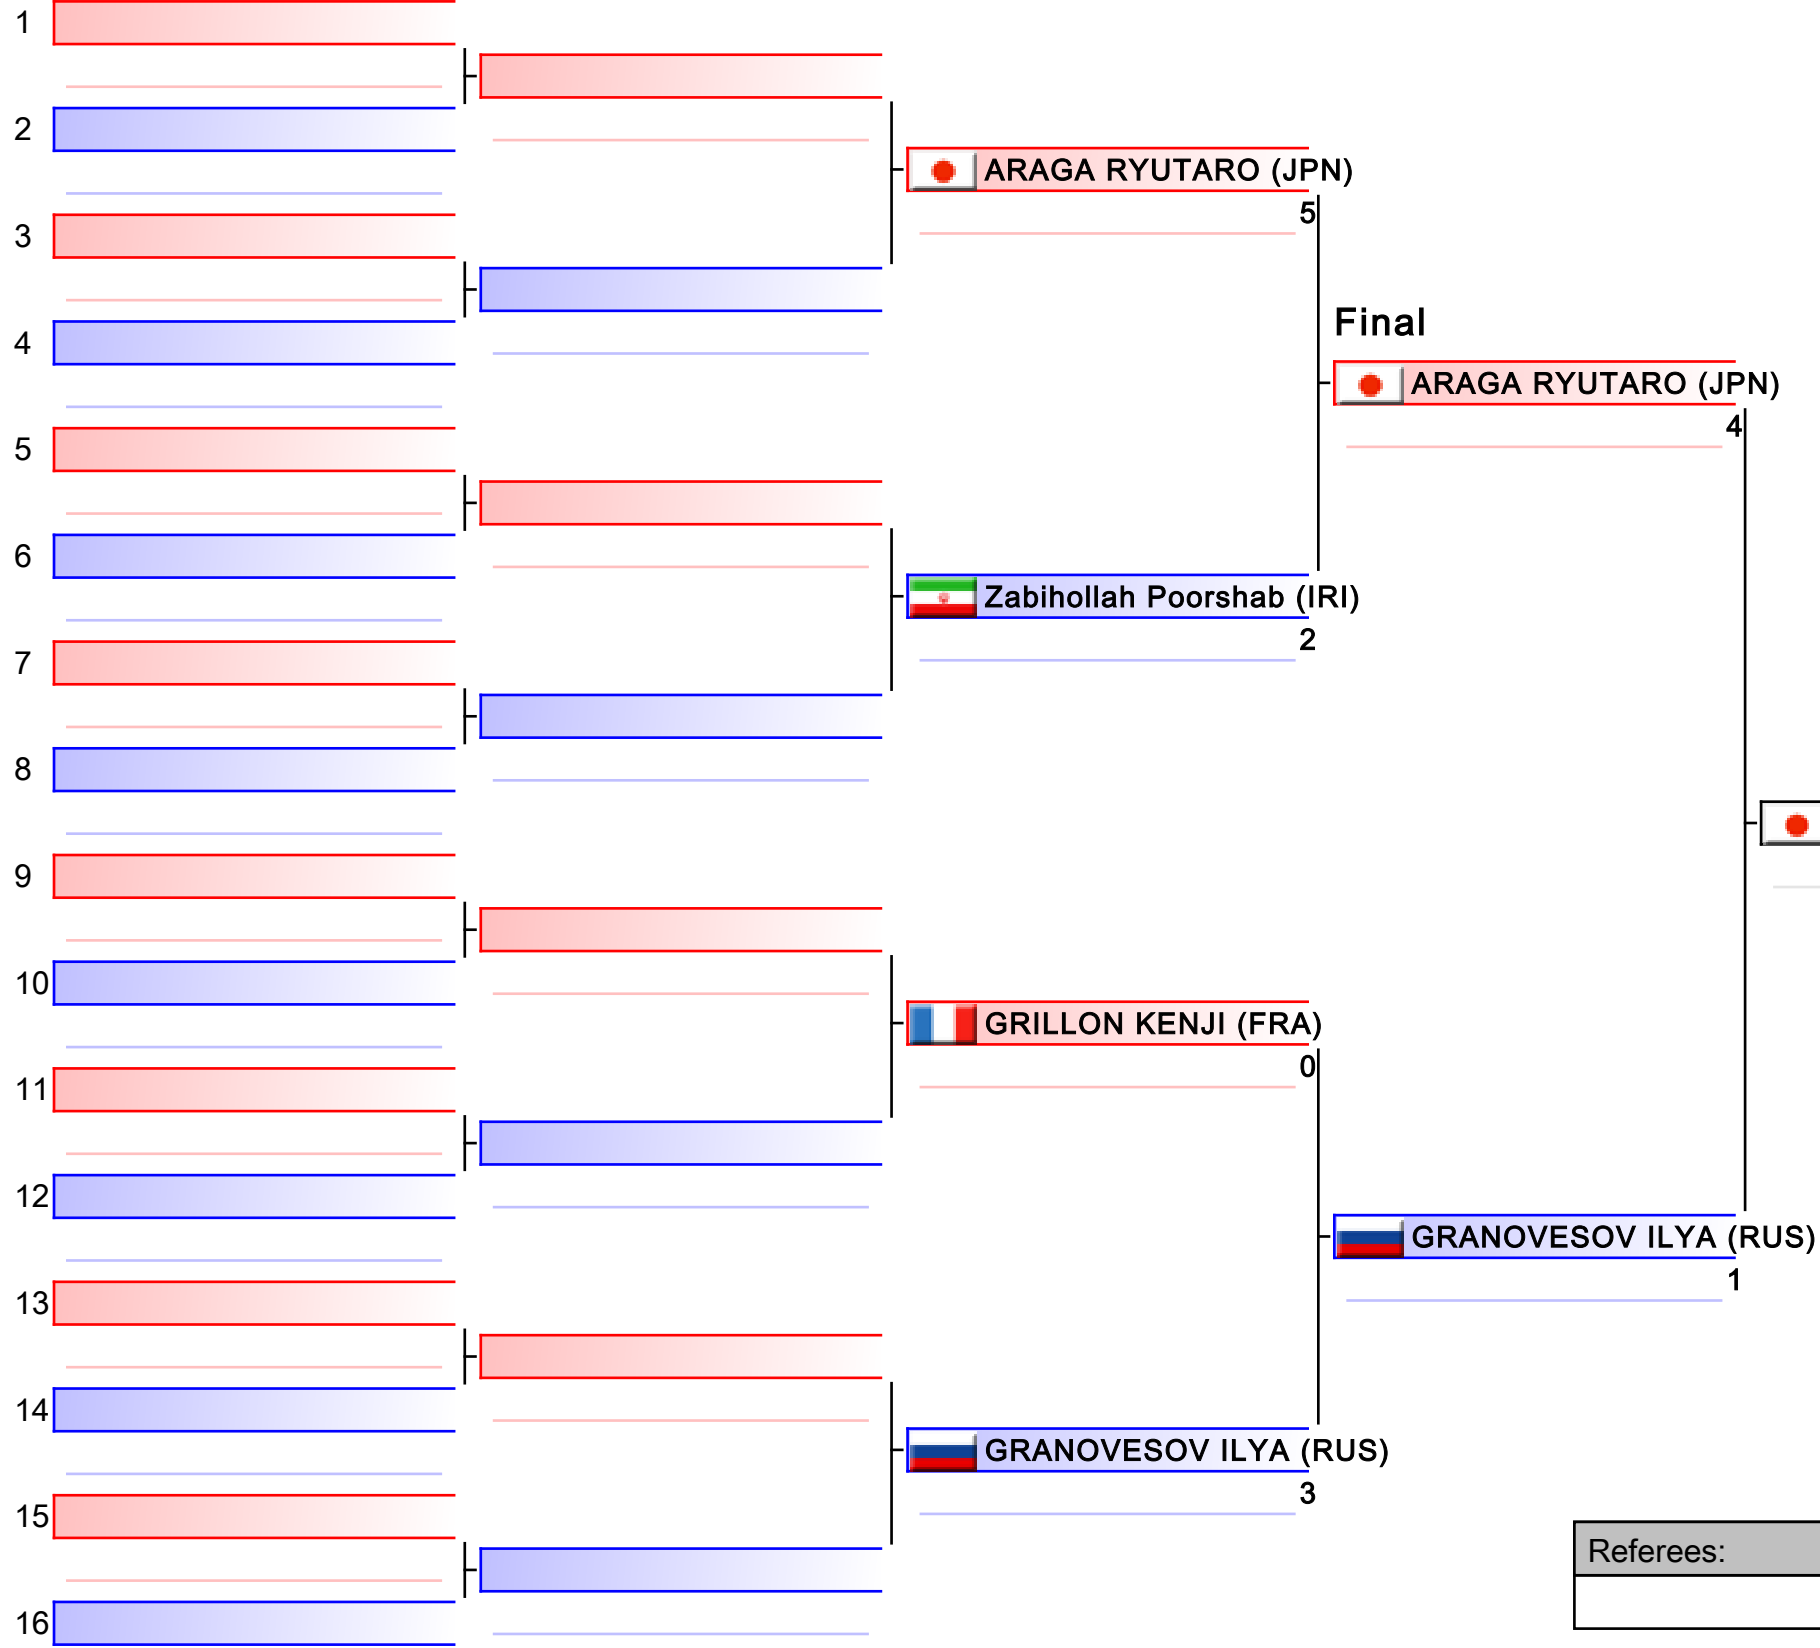 1
2
ARAGA RYUTARO (JPN)
5
3
Final
4
ARAGA RYUTARO (JPN)
4
5
6
Zabihollah Poorshab (IRI)
2
7
8
9
10
GRILLON KENJI (FRA)
0
11
12
GRANOVESOV ILYA (RUS)
1
13
14
GRANOVESOV ILYA (RUS)
3
15
Referees:
16